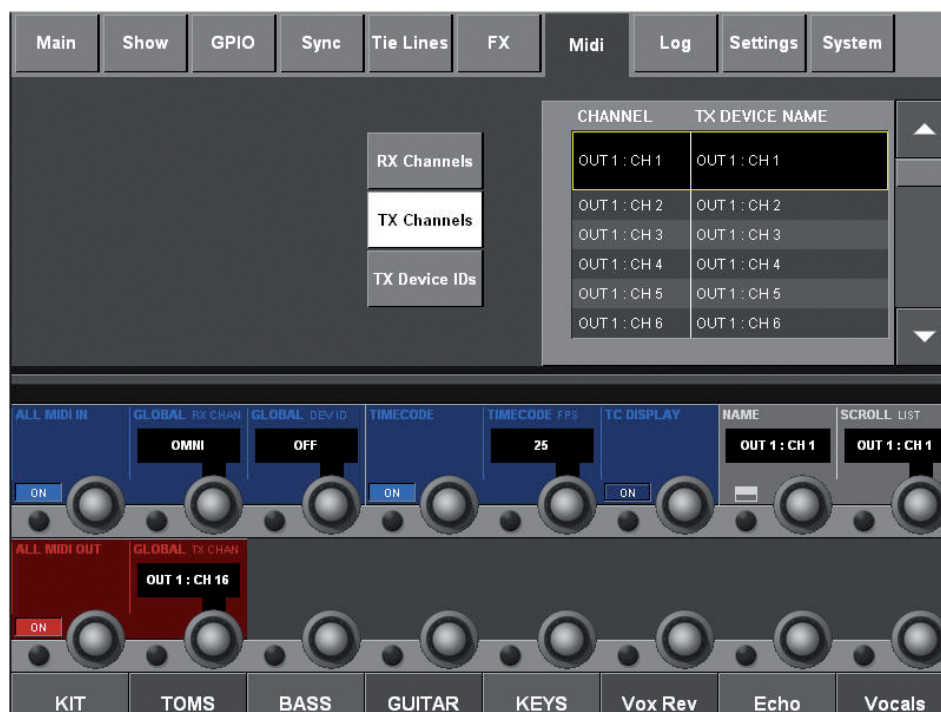 Main Show GPIO Sync Tie Lines FX Midi Log Settings System
CHANNEL TX DEVICE NAME
RX Channels
TX Channels
TX Device IDs
OUT 1 : CH 1 OUT 1 : CH 1
OUT 1 : CH 2 OUT 1 : CH 2
OUT 1 : CH 3 OUT 1 : CH 3
OUT 1 : CH 4 OUT 1 : CH 4
OUT 1 : CH 5 OUT 1 : CH 5
OUT 1 : CH 6 OUT 1 : CH 6
ALL MIDI IN GLOBAL RX CHAN GLOBAL DEV ID TIMECODE TIMECODE FPS TC DISPLAY NAME SCROLL LIST
OMNI OFF 25 OUT 1 : CH 1 OUT 1 : CH 1
ON ON ON
ALL MIDI OUT GLOBAL TX CHAN
OUT 1 : CH 16
ON
KIT TOMS BASS GUITAR KEYS Vox Rev Echo Vocals